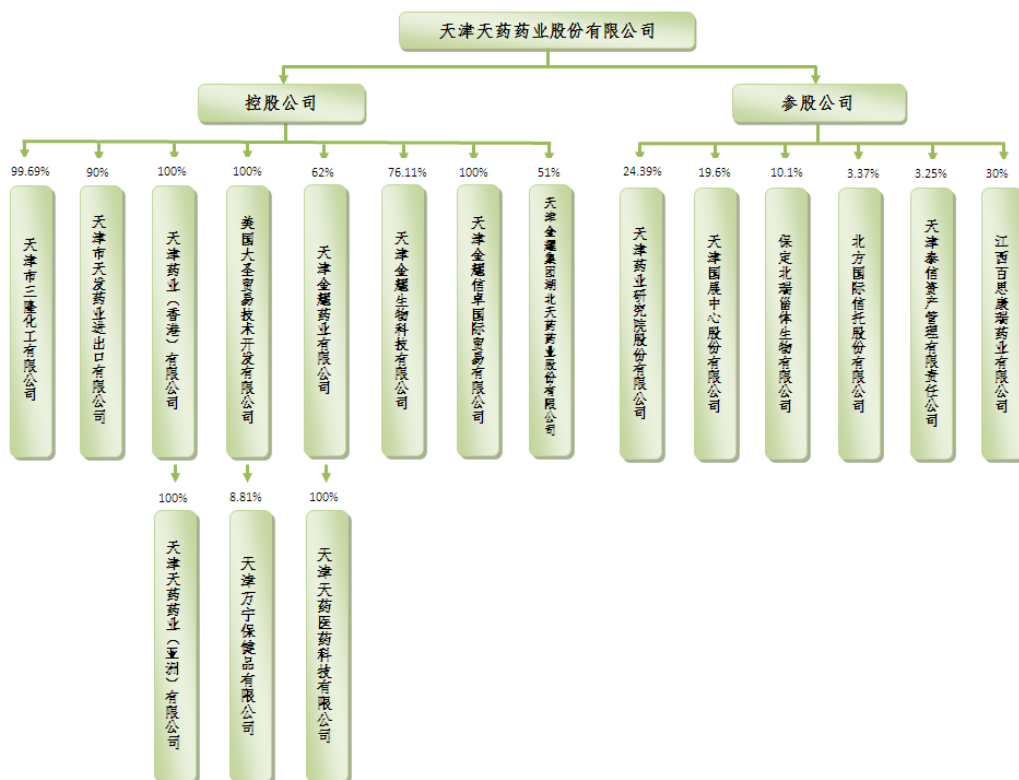 天津天药药业股份有限公司
控股公司
参股公司
99.69%
90%
100%
100%
62%
76.11%
100%
51%
24.39%
19.6%
10.1%
3.37%
3.25%
30%
天津市三隆化工有限公司
天津市天发药业进出口有限公司
天津药业（香港）有限公司
美国大圣贸易技术开发有限公司
天津金耀药业有限公司
天津金耀生物科技有限公司
天津金耀信卓国际贸易有限公司
天津金耀集团湖北天药药业股份有限公司
天津药业研究院股份有限公司
天津国展中心股份有限公司
保定北瑞甾体生物有限公司
北方国际信托股份有限公司
天津泰信资产管理有限责任公司
江西百思康瑞药业有限公司
100%
8.81%
100%
天津天药药业（亚洲）有限公司
天津万宁保健品有限公司
天津天药医药科技有限公司